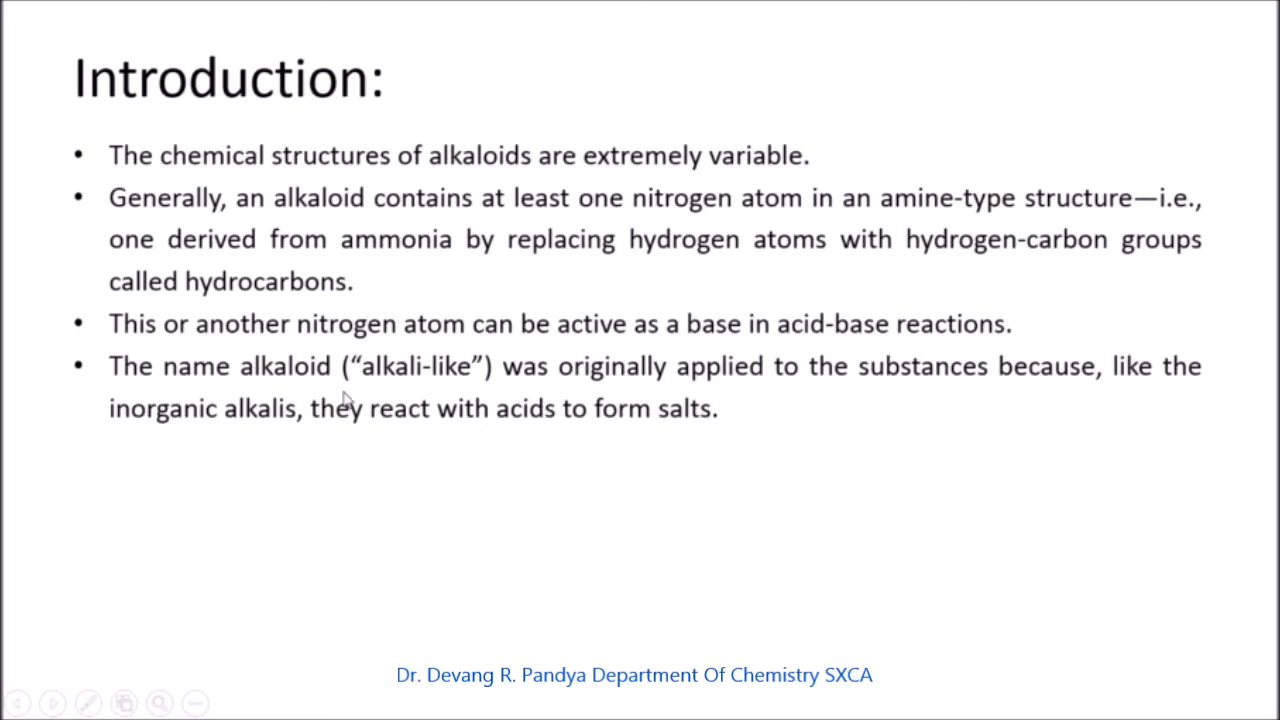 Introduction:
• The chemical structures of alkaloids are extremely variable.
• Generally, an alkaloid contains at least one nitrogen atom in an amine-type structure—i.e.,
one derived from ammonia by replacing hydrogen atoms with hydrogen-carbon groups
called hydrocarbons.
• This or another nitrogen atom can be active as a base in acid-base reactions.
• The name alkaloid (“alkali-like”) was originally applied to the substances because, like the
inorganic alkalis, they react with acids to form salts.
Dr. Devang R. Pandya Department Of Chemistry SXCA